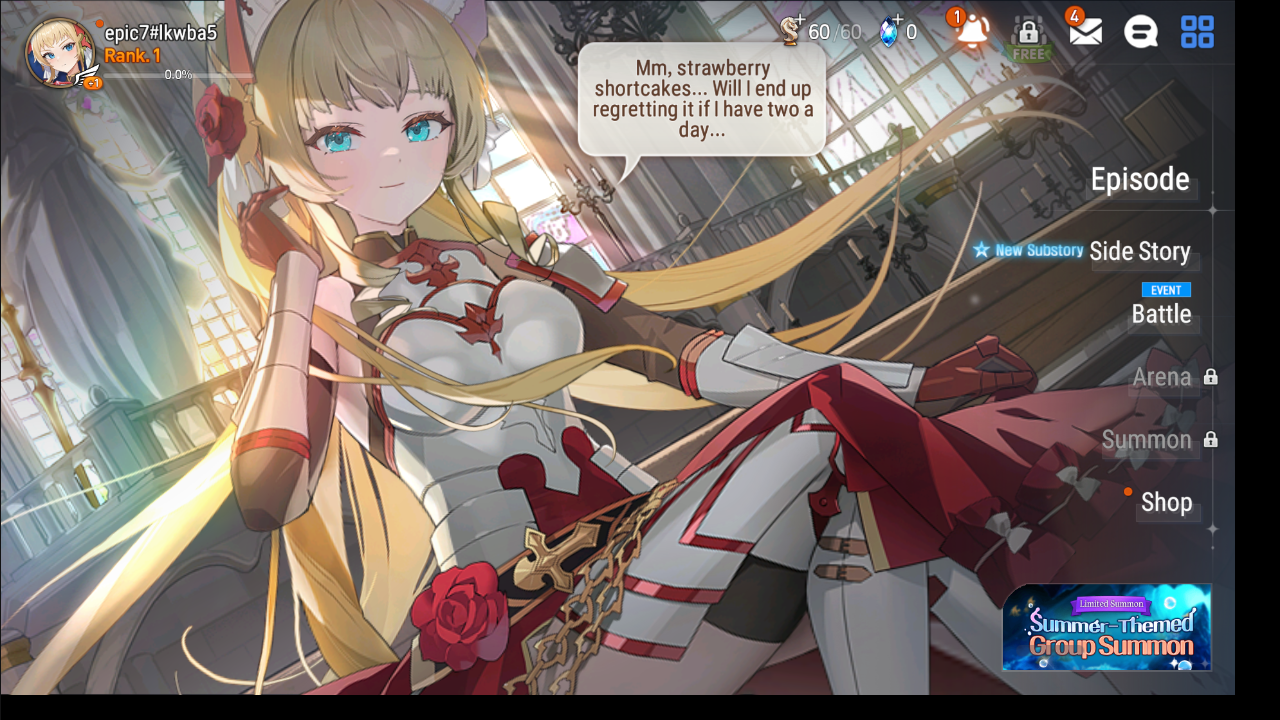 epic7#lkwba5
Rank. 1
0.0%
+1
60/60
0
1
FREE
4
Mm, strawberry
shortcakes... Will I end up
regretting it if I have two a
day...
Episode
New Substory Side Story
EVENT
Battle
Arena
Summon
Shop
Limited Summon
Summer-Themed
Group Summon